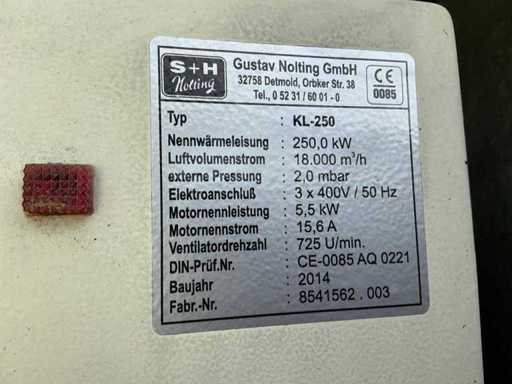 S+H
Nolting
Gustav Nolting GmbH
32758 Detmold, Orbker Str. 38
Tel., 0 52 31 / 60 01 - 0
CE
0085
Typ : KL-250
Nennwärmeleisung : 250,0 kW
Luftvolumenstrom : 18.000 m³/h
externe Pressung : 2,0 mbar
Elektroanschluß : 3 x 400V / 50 Hz
Motornennleistung : 5,5 kW
Motornennstrom : 15,6 A
Ventilatordrehzahl : 725 U/min.
DIN-Prüf.Nr. : CE-0085 AQ 0221
Baujahr : 2014
Fabr.-Nr. : 8541562 . 003